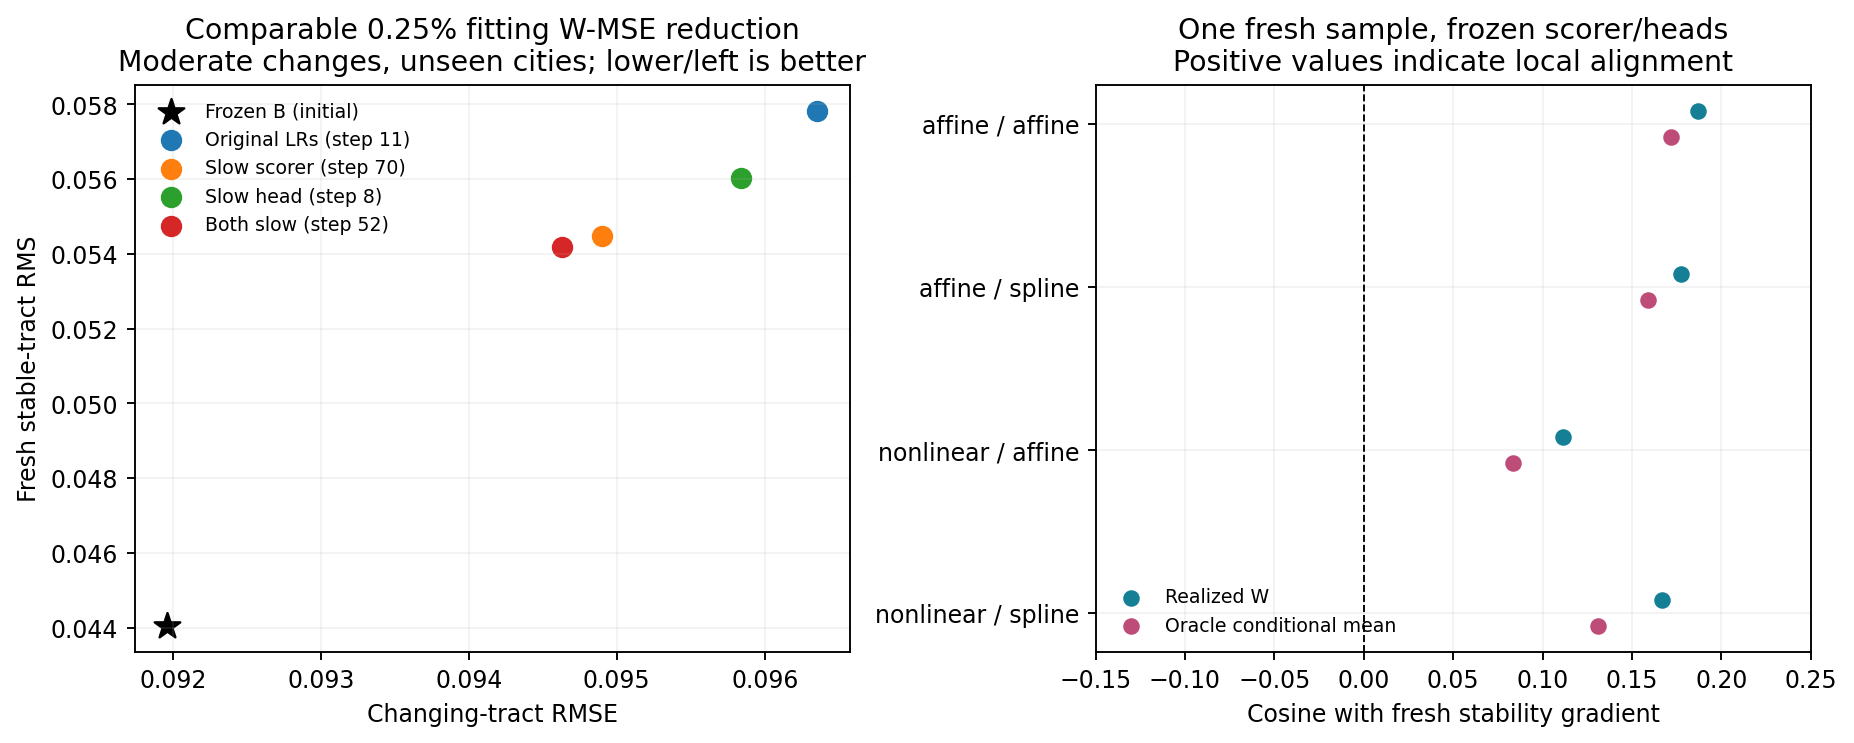 Comparable 0.25% fitting W-MSE reduction
Moderate changes, unseen cities; lower/left is better
Fresh stable-tract RMS
0.058
0.056
0.054
0.052
0.050
0.048
0.046
0.044
Frozen B (initial)
Original LRs (step 11)
Slow scorer (step 70)
Slow head (step 8)
Both slow (step 52)
0.092
0.093
0.094
0.095
0.096
Changing-tract RMSE
One fresh sample, frozen scorer/heads
Positive values indicate local alignment
affine / affine
affine / spline
nonlinear / affine
nonlinear / spline
Realized W
Oracle conditional mean
−0.15
−0.10
−0.05
0.00
0.05
0.10
0.15
0.20
0.25
Cosine with fresh stability gradient